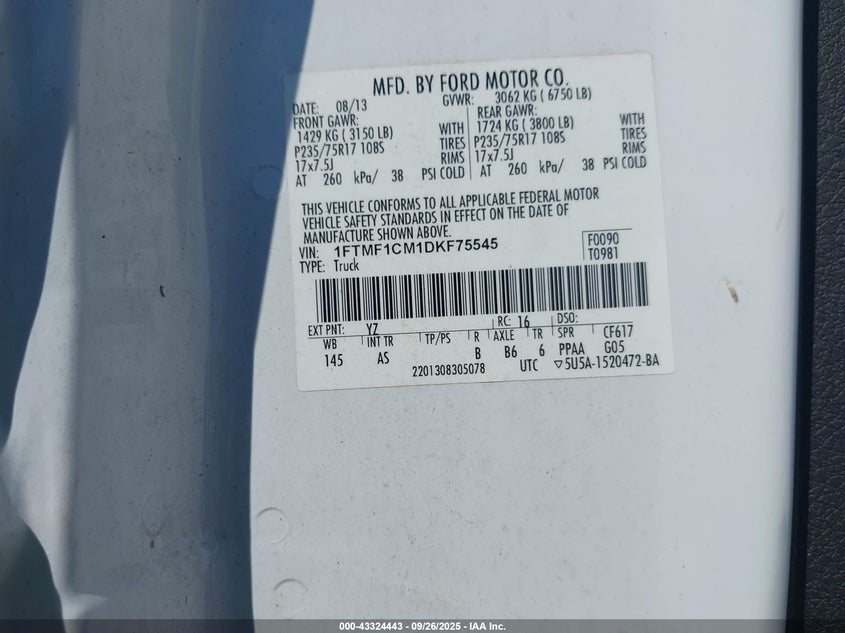 MFD. BY FORD MOTOR CO.
DATE: 08/13 GVWR: 3062 KG ( 6750 LB)
FRONT GAWR: REAR GAWR:
1429 KG ( 3150 LB) WITH 1724 KG ( 3800 LB) WITH
P235/75R17 108S TIRES P235/75R17 108S TIRES
17x7.5J RIMS 17x7.5J RIMS
AT 260 kPa/ 38 PSI COLD AT 260 kPa/ 38 PSI COLD
THIS VEHICLE CONFORMS TO ALL APPLICABLE FEDERAL MOTOR
VEHICLE SAFETY STANDARDS IN EFFECT ON THE DATE OF
MANUFACTURE SHOWN ABOVE.
VIN: 1FTMF1CM1DKF75545 F0090
TYPE: Truck T0981
EXT PNT: YZ RC: 16 DSO:
WB INT TR TP/PS R AXLE TR SPR CF617
145 AS B B6 6 PPAA G05
2201308305078 UTC ▽5U5A-1520472-BA
000-43324443 - 09/26/2025 - IAA Inc.